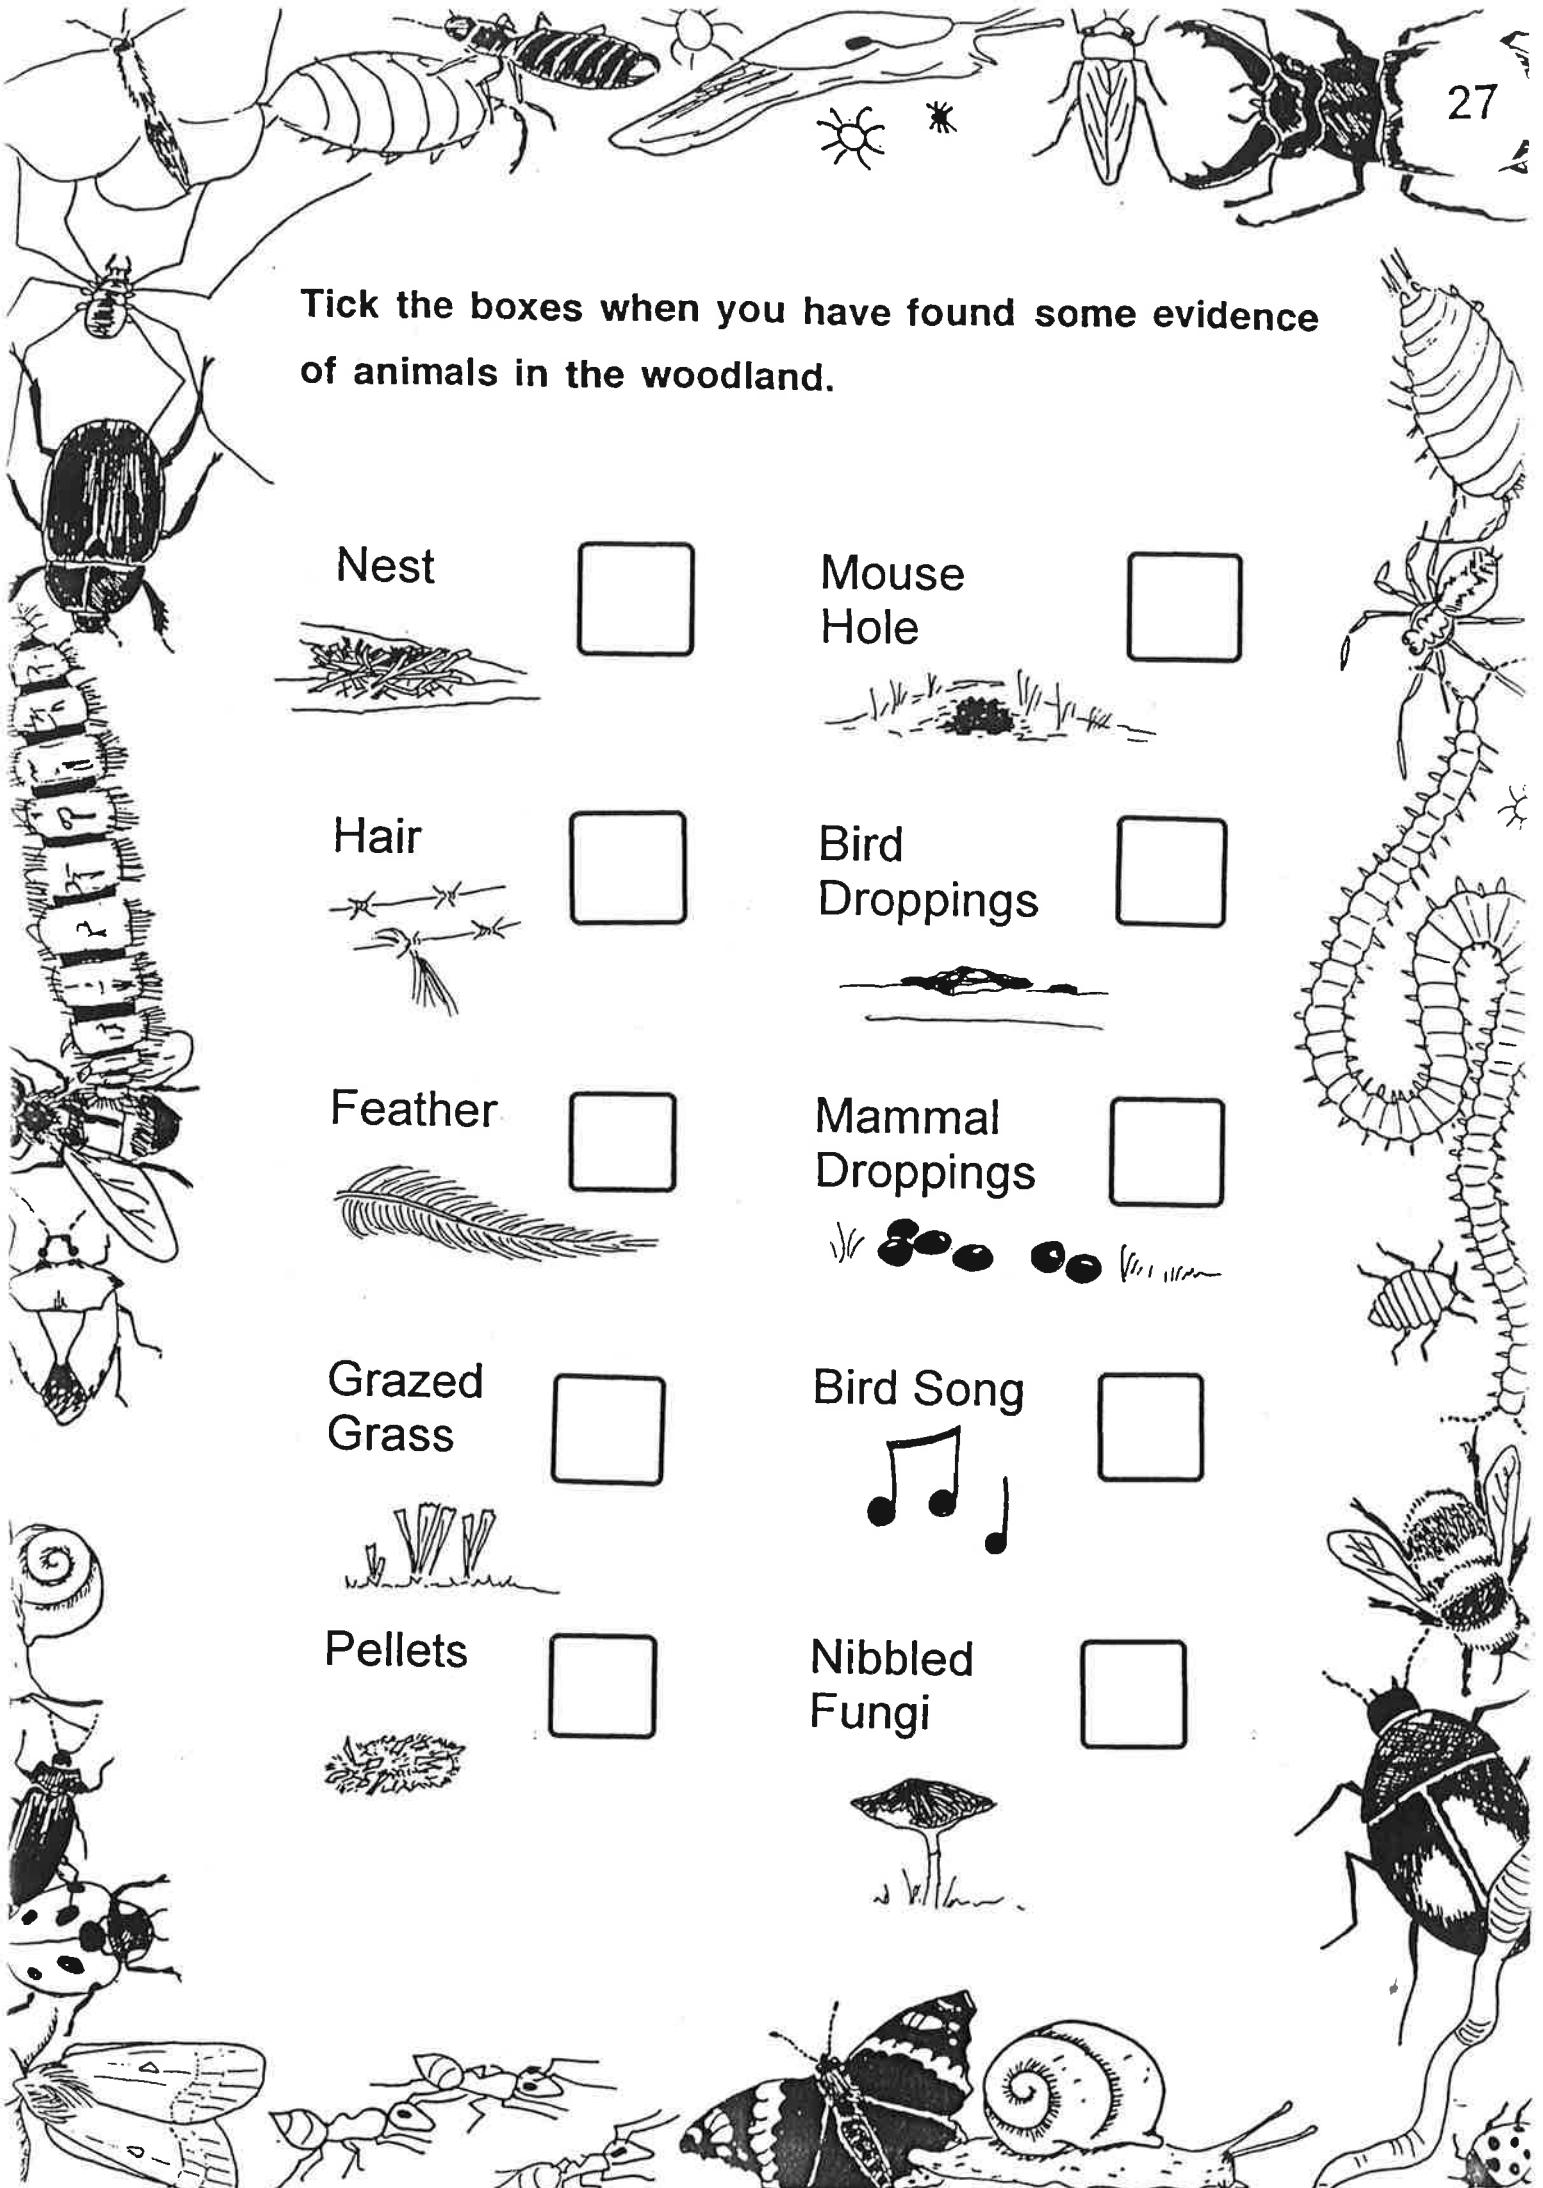 27
Tick the boxes when you have found some evidence
of animals in the woodland.
Nest
Mouse
Hole
Hair
Bird
Droppings
Feather
Mammal
Droppings
Grazed
Grass
Bird Song
Pellets
Nibbled
Fungi